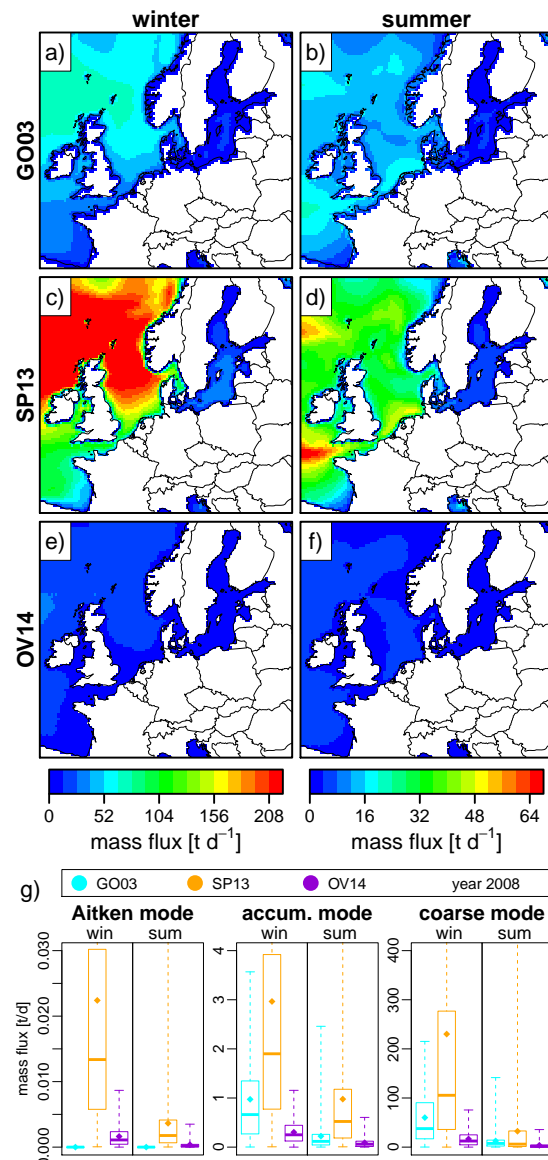 winter summer
a) b)
GO03
c) d)
SP13
e) f)
OV14
0 52 104 156 208 0 16 32 48 64
mass flux [t d⁻¹] mass flux [t d⁻¹]
g)
GO03 SP13 OV14 year 2008
Aitken mode accum. mode coarse mode
win sum win sum win sum
mass flux [t/d]
0.000 0.010 0.020 0.030
0 1 2 3 4
0 100 200 300 400